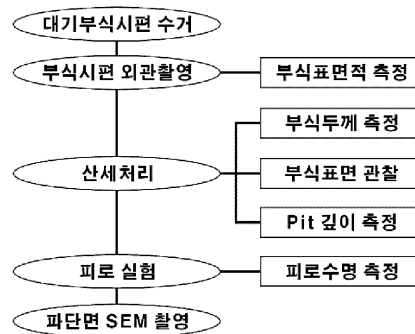 대기부식시편 수거
부식시편 외관촬영
부식표면적 측정
부식두께 측정
산세처리
부식표면 관찰
Pit 깊이 측정
피로 실험
피로수명 측정
파단면 SEM 촬영